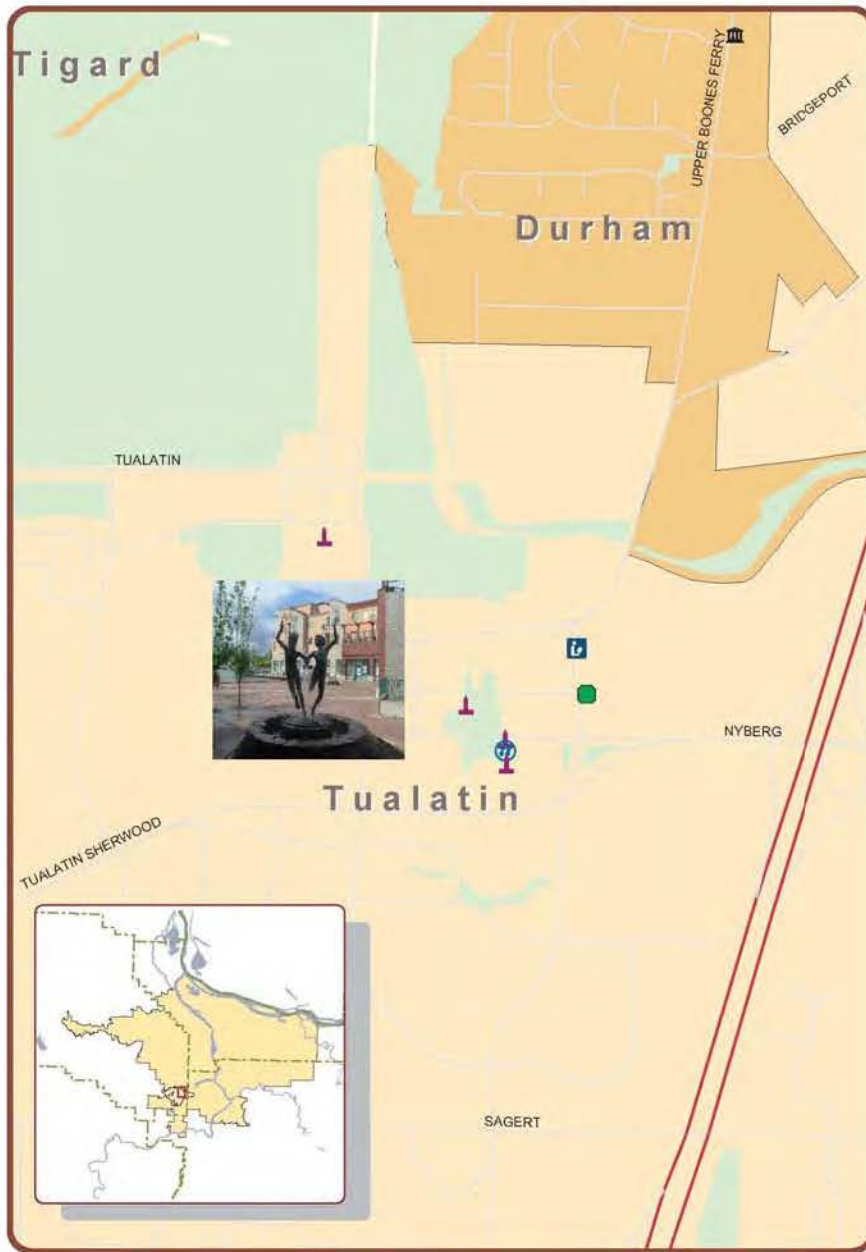 Tigard
UPPER BOONES FERRY
BRIDGEPORT
Durham
TUALATIN
NYBERG
Tualatin
TUALATIN SHERWOOD
SAGERT